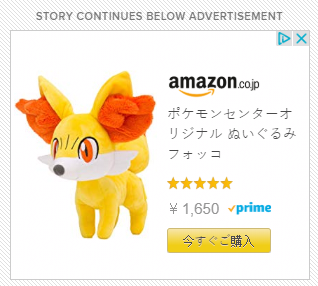 STORY CONTINUES BELOW ADVERTISEMENT
amazon.co.jp
ポケモンセンターオ
リジナル ぬいぐるみ
フォッコ
￥1,650 prime
今すぐご購入